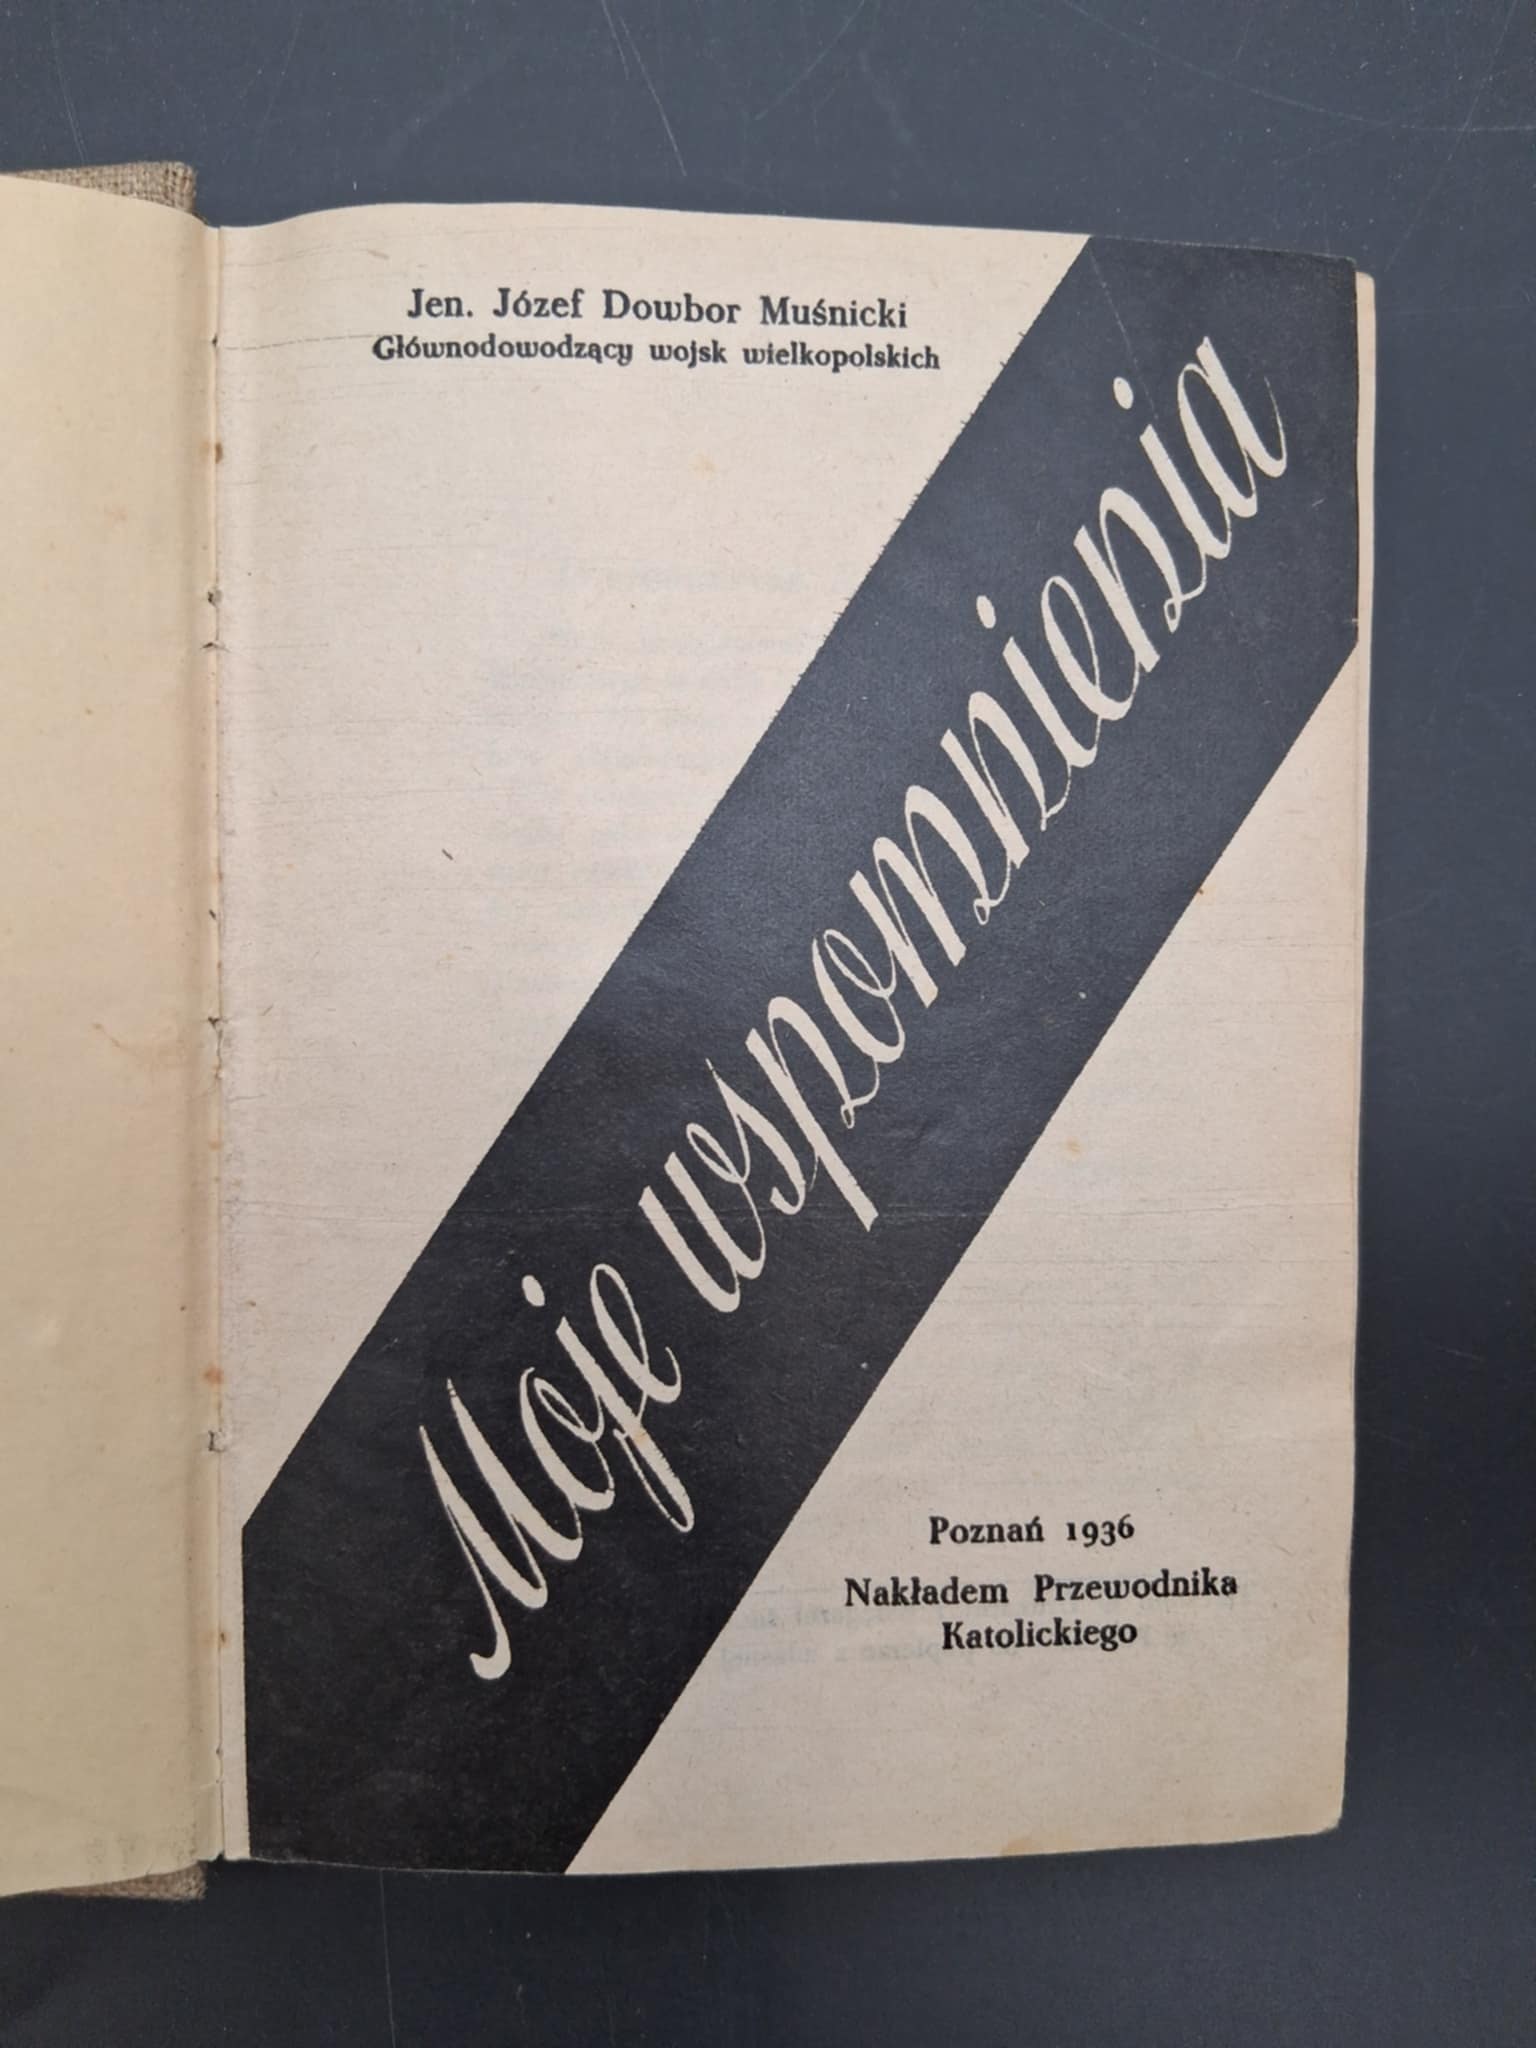 Jen. Józef Dowbor Muśnicki
Głównodowodzący wojsk wielkopolskich
Moje wspomnienia
Poznań 1936
Nakładem Przewodnika
Katolickiego